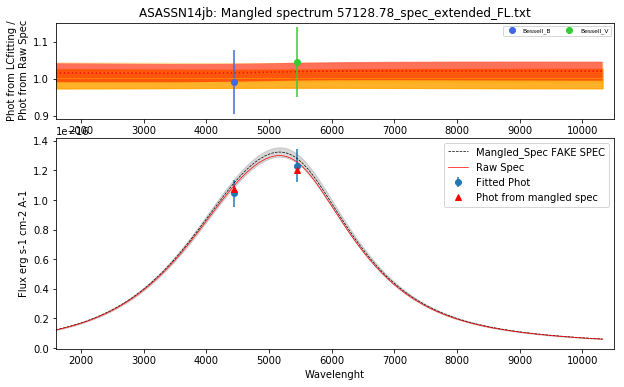 ASASSN14jb: Mangled spectrum 57128.78_spec_extended_FL.txt
Phot from LCfitting /
Phot from Raw Spec
1.1
1.0
0.9
Bessell_B
Bessell_V
2000 3000 4000 5000 6000 7000 8000 9000 10000
1e-16
Flux erg s-1 cm-2 A-1
1.4
1.2
1.0
0.8
0.6
0.4
0.2
0.0
Mangled_Spec FAKE SPEC
Raw Spec
Fitted Phot
Phot from mangled spec
2000 3000 4000 5000 6000 7000 8000 9000 10000
Wavelenght